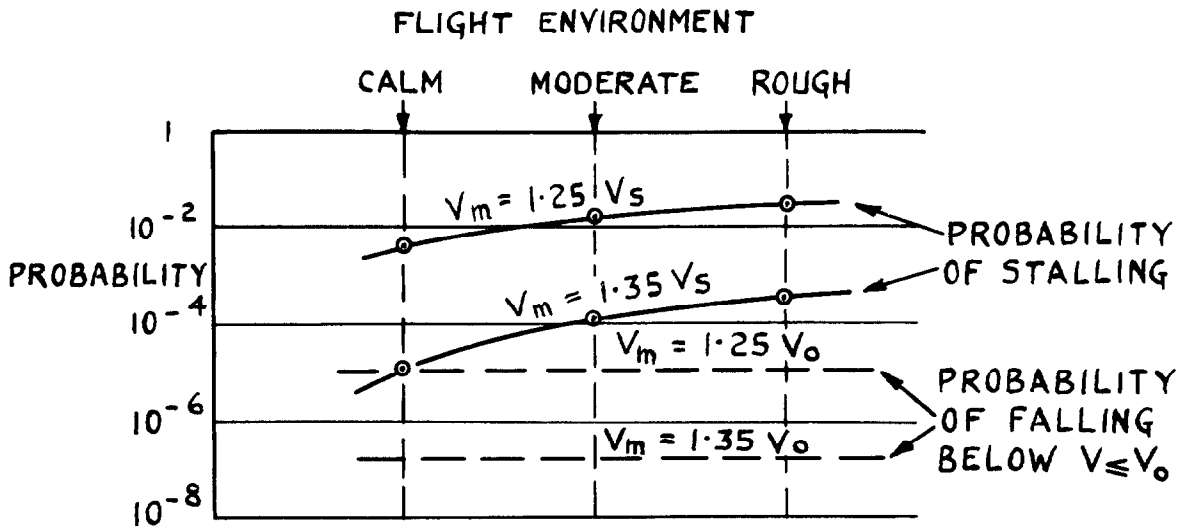 FLIGHT ENVIRONMENT
CALM MODERATE ROUGH
1
10⁻²
PROBABILITY
10⁻⁴
10⁻⁶
10⁻⁸
Vm = 1·25 Vs
Vm = 1·35 Vs
Vm = 1·25 Vo
Vm = 1·35 Vo
PROBABILITY
OF STALLING
PROBABILITY
OF FALLING
BELOW V≤Vo